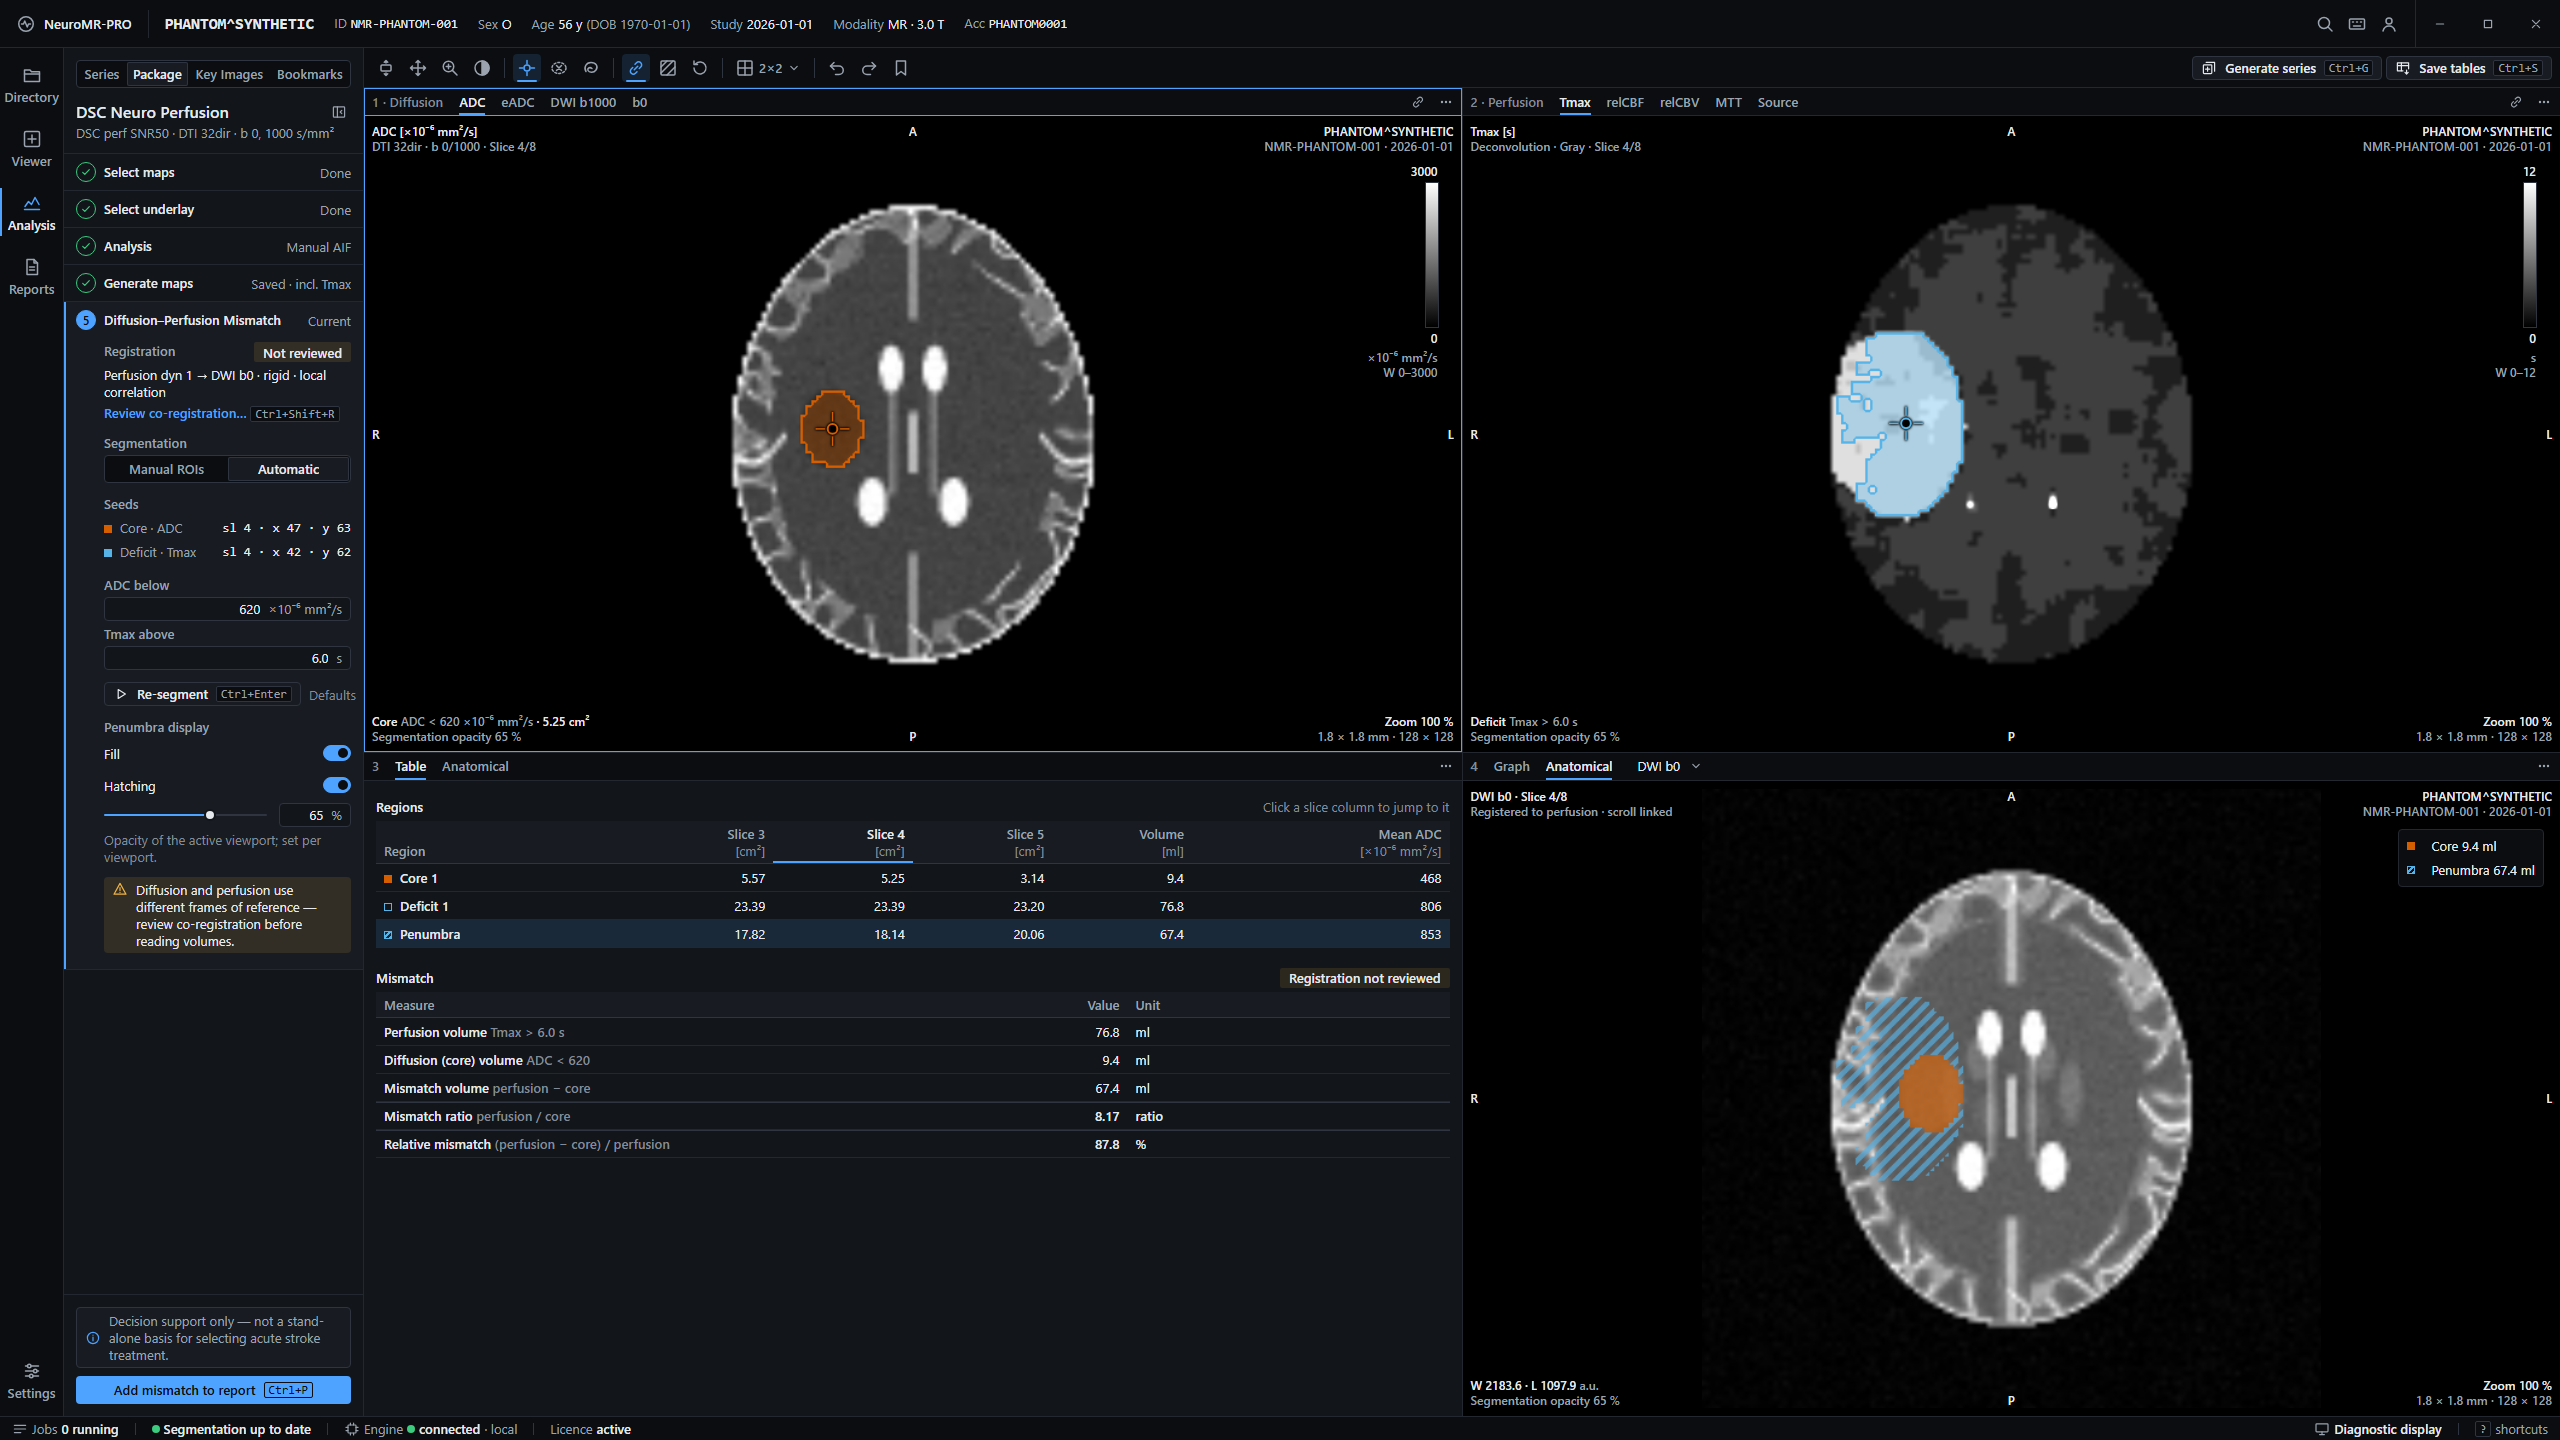 NeuroMR-PRO PHANTOM^SYNTHETIC ID NMR-PHANTOM-001 Sex O Age 56 y (DOB 1970-01-01) Study 2026-01-01 Modality MR · 3.0 T Acc PHANTOM0001
Directory
Viewer
Analysis
Reports
Settings
Series Package Key Images Bookmarks
DSC Neuro Perfusion
DSC perf SNR50 · DTI 32dir · b 0, 1000 s/mm²
Select maps Done
Select underlay Done
Analysis Manual AIF
Generate maps Saved · incl. Tmax
5 Diffusion–Perfusion Mismatch Current
Registration Not reviewed
Perfusion dyn 1 → DWI b0 · rigid · local
correlation
Review co-registration... Ctrl+Shift+R
Segmentation
Manual ROIs Automatic
Seeds
Core · ADC sl 4 · x 47 · y 63
Deficit · Tmax sl 4 · x 42 · y 62
ADC below
620 ×10⁻⁶ mm²/s
Tmax above
6.0 s
Re-segment Ctrl+Enter Defaults
Penumbra display
Fill
Hatching
65 %
Opacity of the active viewport; set per
viewport.
Diffusion and perfusion use
different frames of reference —
review co-registration before
reading volumes.
Decision support only — not a stand-
alone basis for selecting acute stroke
treatment.
Add mismatch to report Ctrl+P
2×2
Generate series Ctrl+G Save tables Ctrl+S
1 · Diffusion ADC eADC DWI b1000 b0
ADC [×10⁻⁶ mm²/s]
DTI 32dir · b 0/1000 · Slice 4/8
A
PHANTOM^SYNTHETIC
NMR-PHANTOM-001 · 2026-01-01
3000
0
×10⁻⁶ mm²/s
W 0–3000
R
L
Core ADC < 620 ×10⁻⁶ mm²/s · 5.25 cm²
Segmentation opacity 65 %
P
Zoom 100 %
1.8 × 1.8 mm · 128 × 128
2 · Perfusion Tmax relCBF relCBV MTT Source
Tmax [s]
Deconvolution · Gray · Slice 4/8
A
PHANTOM^SYNTHETIC
NMR-PHANTOM-001 · 2026-01-01
12
0
s
W 0–12
R
L
Deficit Tmax > 6.0 s
Segmentation opacity 65 %
P
Zoom 100 %
1.8 × 1.8 mm · 128 × 128
3 Table Anatomical
Regions Click a slice column to jump to it
Slice 3 Slice 4 Slice 5 Volume Mean ADC
Region [cm²] [cm²] [cm²] [ml] [×10⁻⁶ mm²/s]
Core 1 5.57 5.25 3.14 9.4 468
Deficit 1 23.39 23.39 23.20 76.8 806
Penumbra 17.82 18.14 20.06 67.4 853
Mismatch Registration not reviewed
Measure Value Unit
Perfusion volume Tmax > 6.0 s 76.8 ml
Diffusion (core) volume ADC < 620 9.4 ml
Mismatch volume perfusion − core 67.4 ml
Mismatch ratio perfusion / core 8.17 ratio
Relative mismatch (perfusion − core) / perfusion 87.8 %
4 Graph Anatomical DWI b0
DWI b0 · Slice 4/8
Registered to perfusion · scroll linked
A
PHANTOM^SYNTHETIC
NMR-PHANTOM-001 · 2026-01-01
Core 9.4 ml
Penumbra 67.4 ml
R
L
W 2183.6 · L 1097.9 a.u.
Segmentation opacity 65 %
P
Zoom 100 %
1.8 × 1.8 mm · 128 × 128
Jobs 0 running Segmentation up to date Engine connected · local Licence active Diagnostic display ? shortcuts